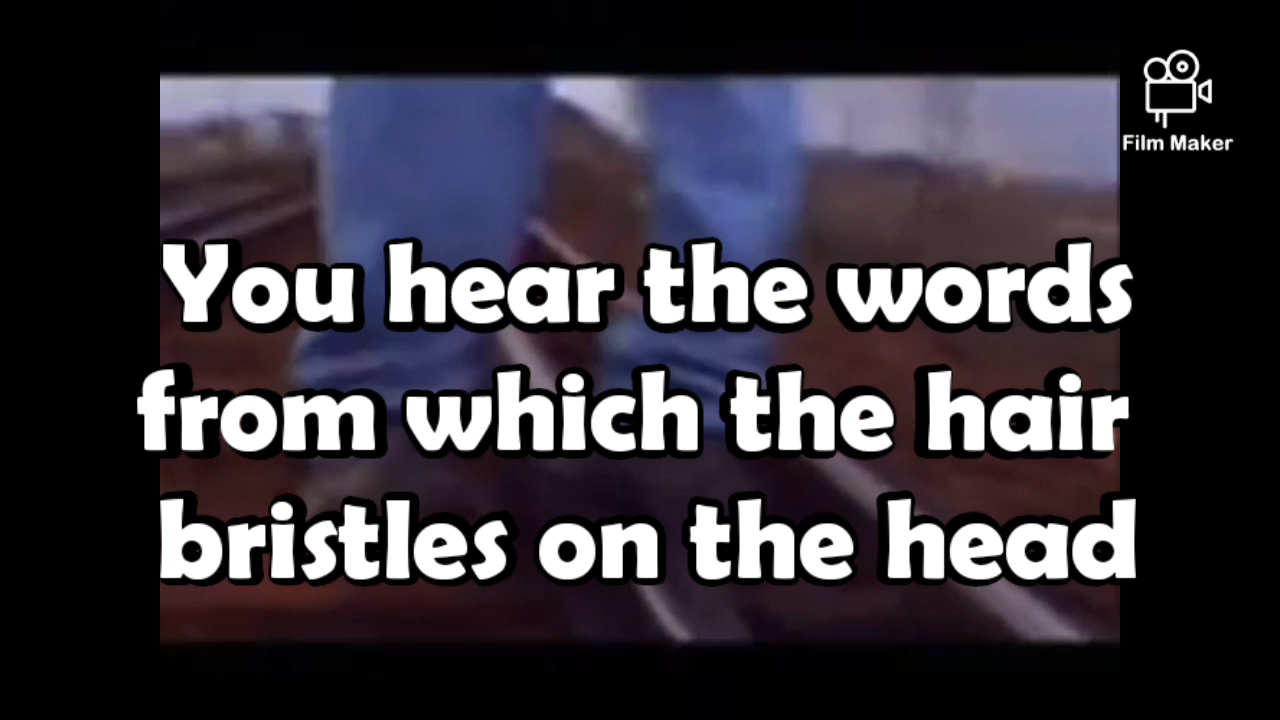 Film Maker
You hear the words
from which the hair
bristles on the head